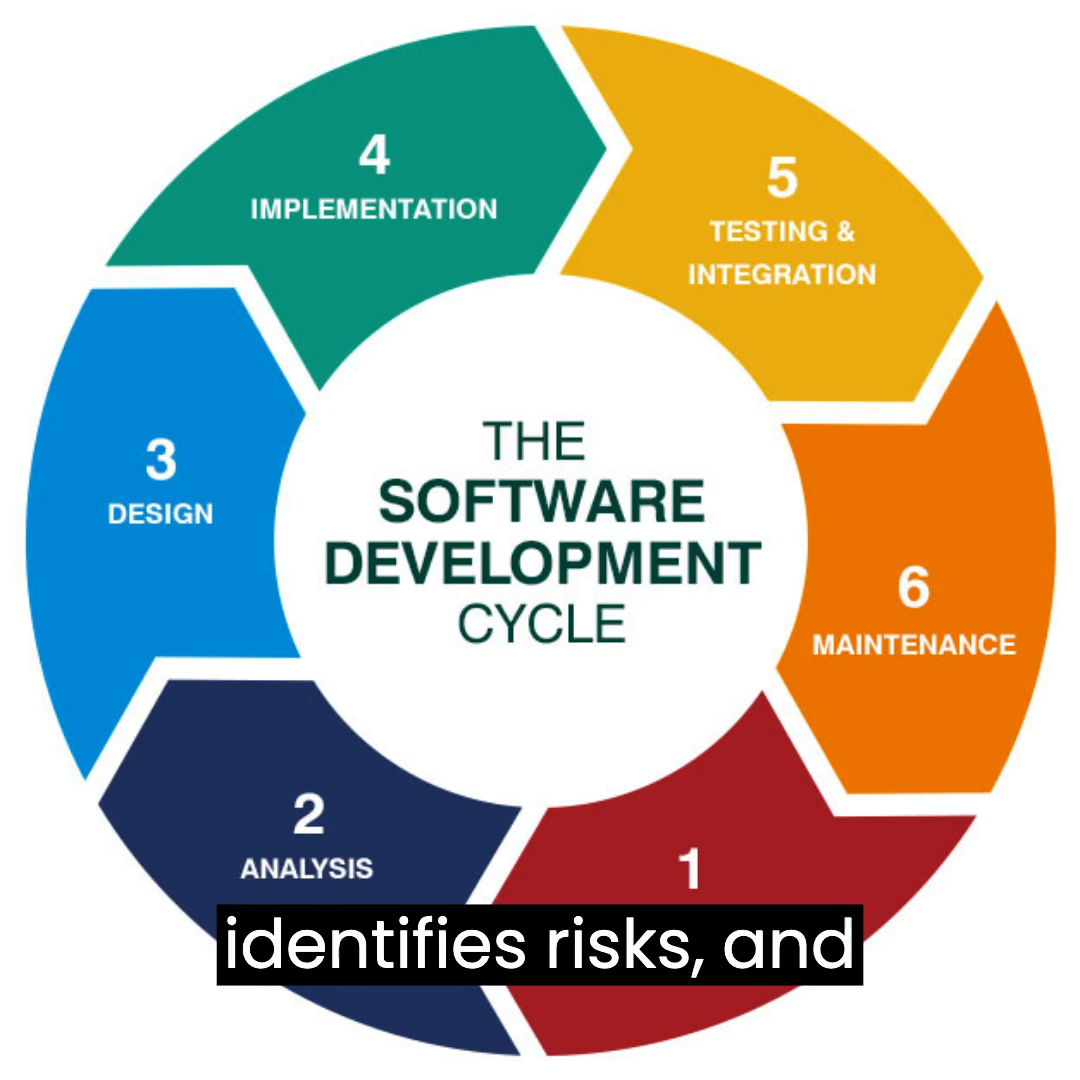 4
IMPLEMENTATION
5
TESTING &
INTEGRATION
3
DESIGN
THE
SOFTWARE
DEVELOPMENT
CYCLE
6
MAINTENANCE
2
ANALYSIS
1
identifies risks, and